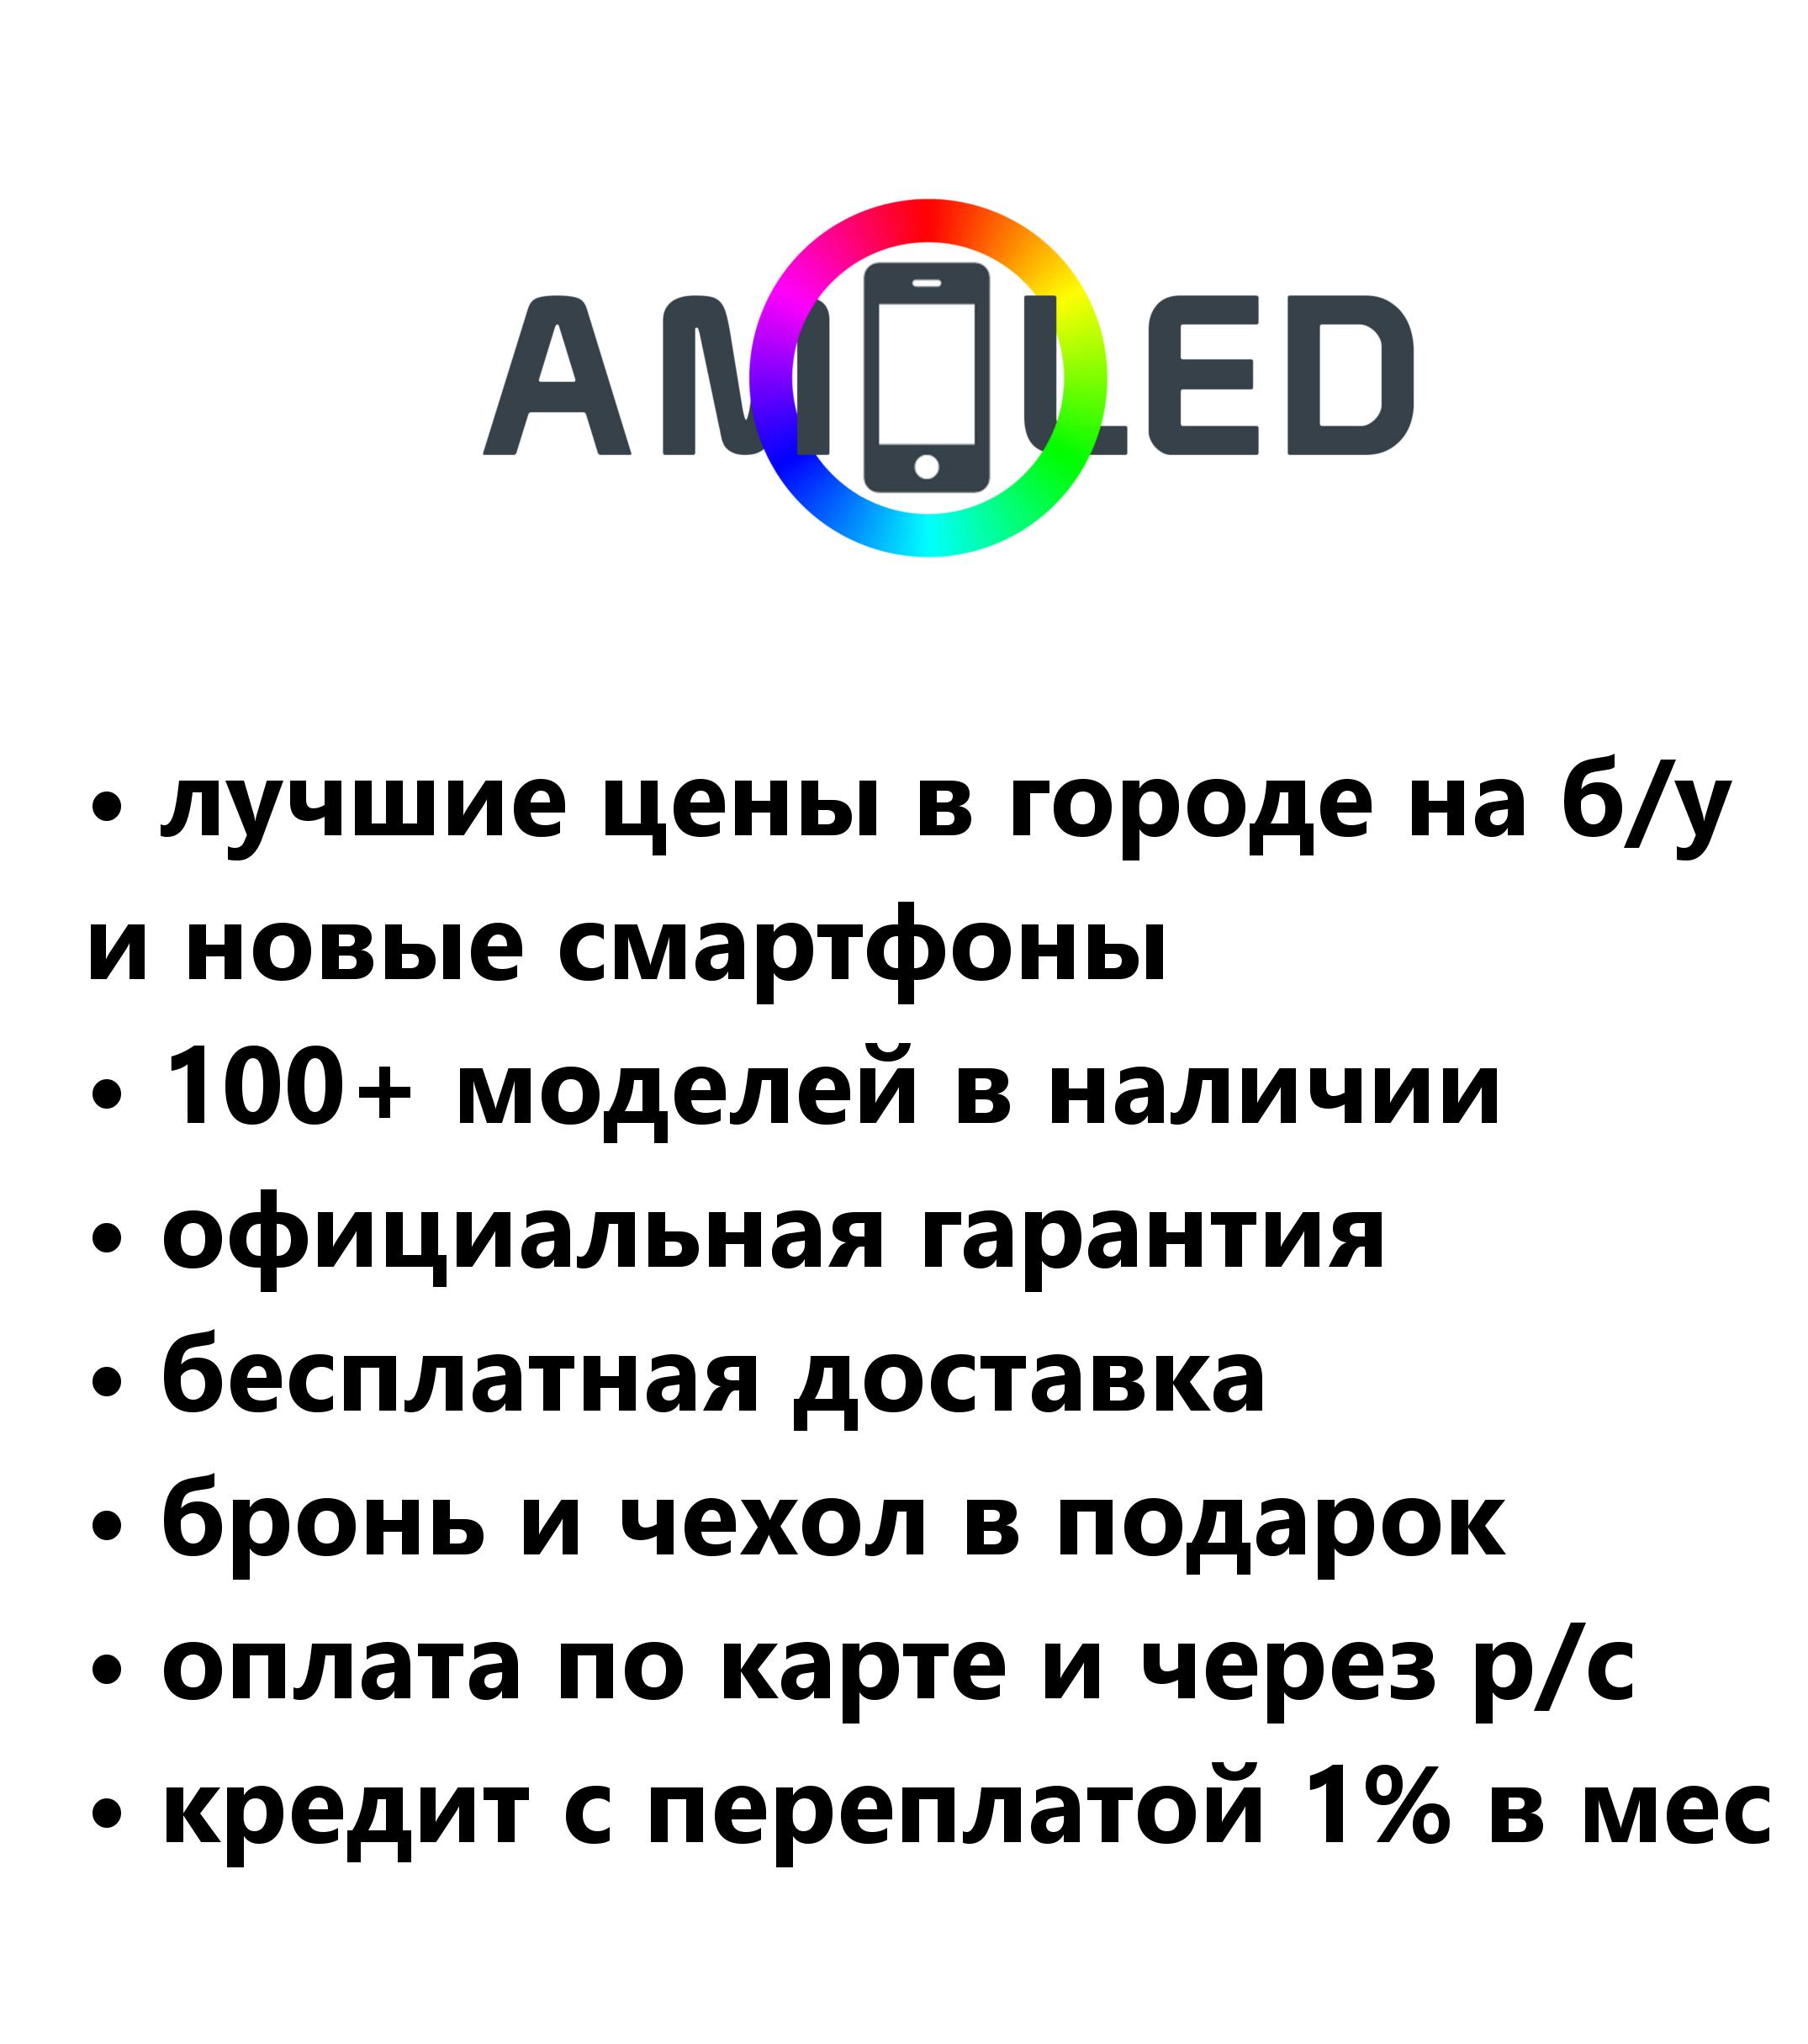 AMOLED
• лучшие цены в городе на б/у
и новые смартфоны
• 100+ моделей в наличии
• официальная гарантия
• бесплатная доставка
• бронь и чехол в подарок
• оплата по карте и через р/с
• кредит с переплатой 1% в мес